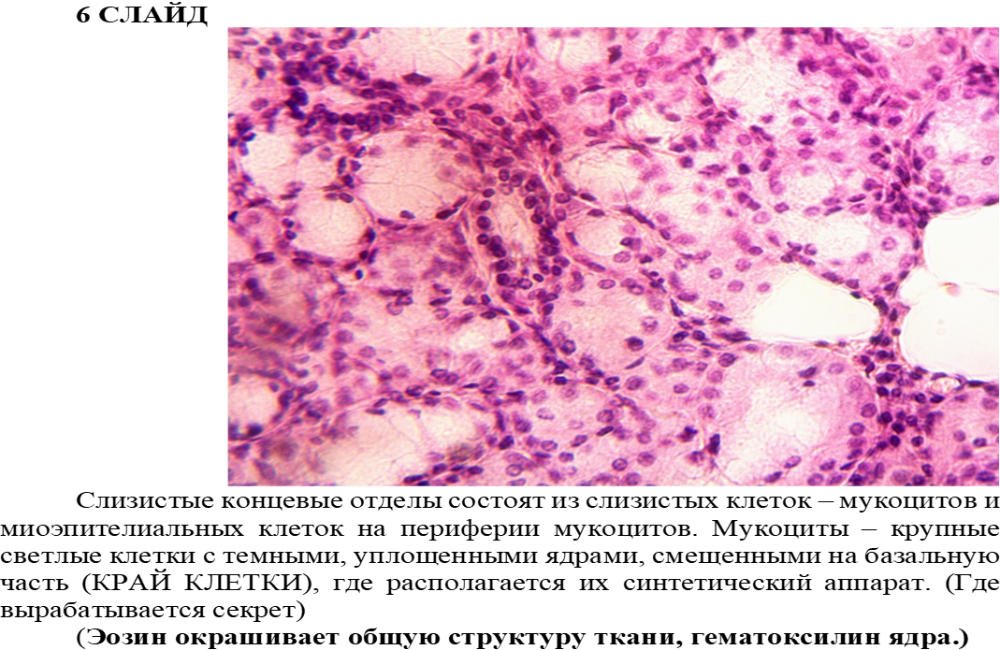 6 СЛАЙД
Слизистые концевые отделы состоят из слизистых клеток – мукоцитов и
миоэпителиальных клеток на периферии мукоцитов. Мукоциты – крупные
светлые клетки с темными, уплощенными ядрами, смещенными на базальную
часть (КРАЙ КЛЕТКИ), где располагается их синтетический аппарат. (Где
вырабатывается секрет)
(Эозин окрашивает общую структуру ткани, гематоксилин ядра.)